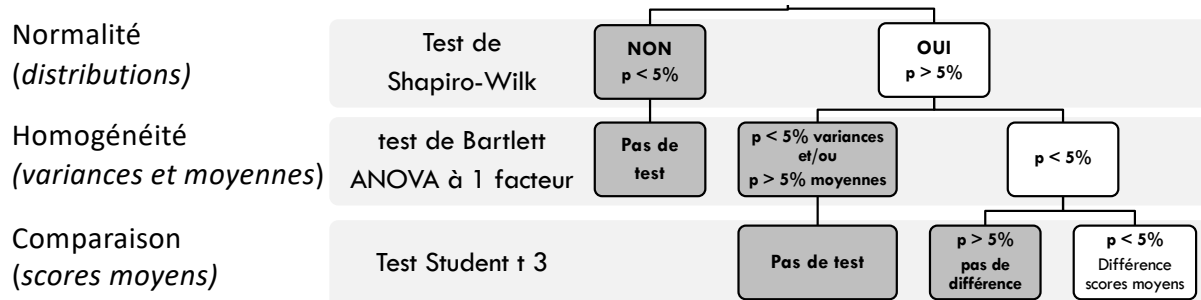 Normalité
(distributions)
Test de
Shapiro-Wilk
NON
p < 5%
OUI
p > 5%
Homogénéité
(variances et moyennes)
test de Bartlett
ANOVA à 1 facteur
Pas de
test
p < 5% variances
et/ou
p > 5% moyennes
p < 5%
Comparaison
(scores moyens)
Test Student t 3
Pas de test
p > 5%
pas de
différence
p < 5%
Différence
scores moyens